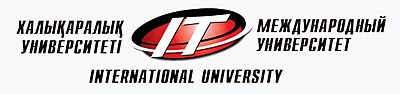 ХАЛЫҚАРАЛЫҚ
УНИВЕРСИТЕТІ
IT
МЕЖДУНАРОДНЫЙ
УНИВЕРСИТЕТ
INTERNATIONAL UNIVERSITY